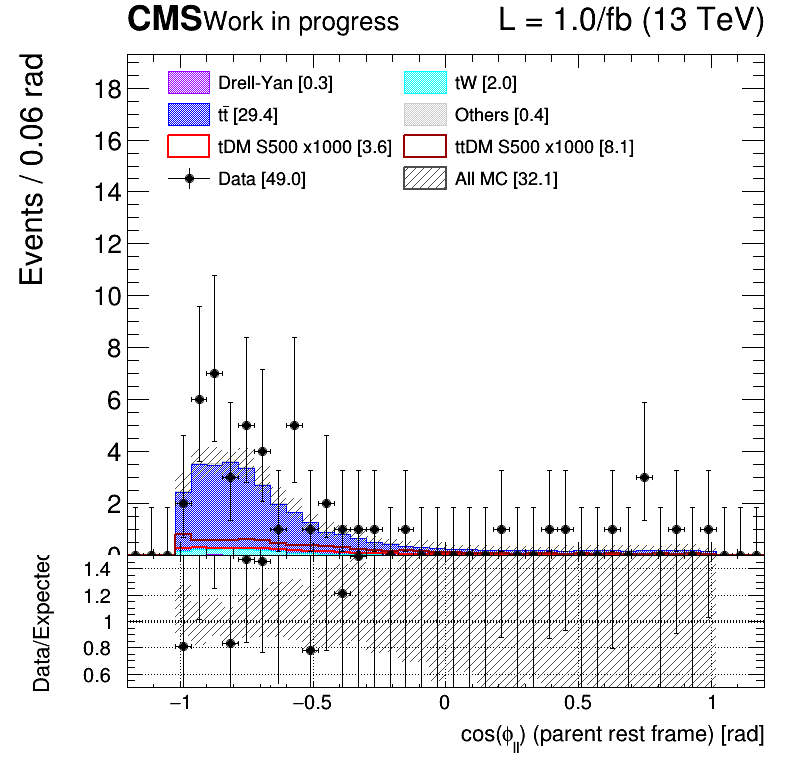 CMS Work in progress L = 1.0/fb (13 TeV)
Events / 0.06 rad
18
16
14
12
10
8
6
4
2
0
Drell-Yan [0.3] tW [2.0]
tt̄ [29.4] Others [0.4]
tDM S500 x1000 [3.6] ttDM S500 x1000 [8.1]
Data [49.0] All MC [32.1]
Data/Expected
1.4
1.2
1
0.8
0.6
−1 −0.5 0 0.5 1
cos(ϕ_ll) (parent rest frame) [rad]